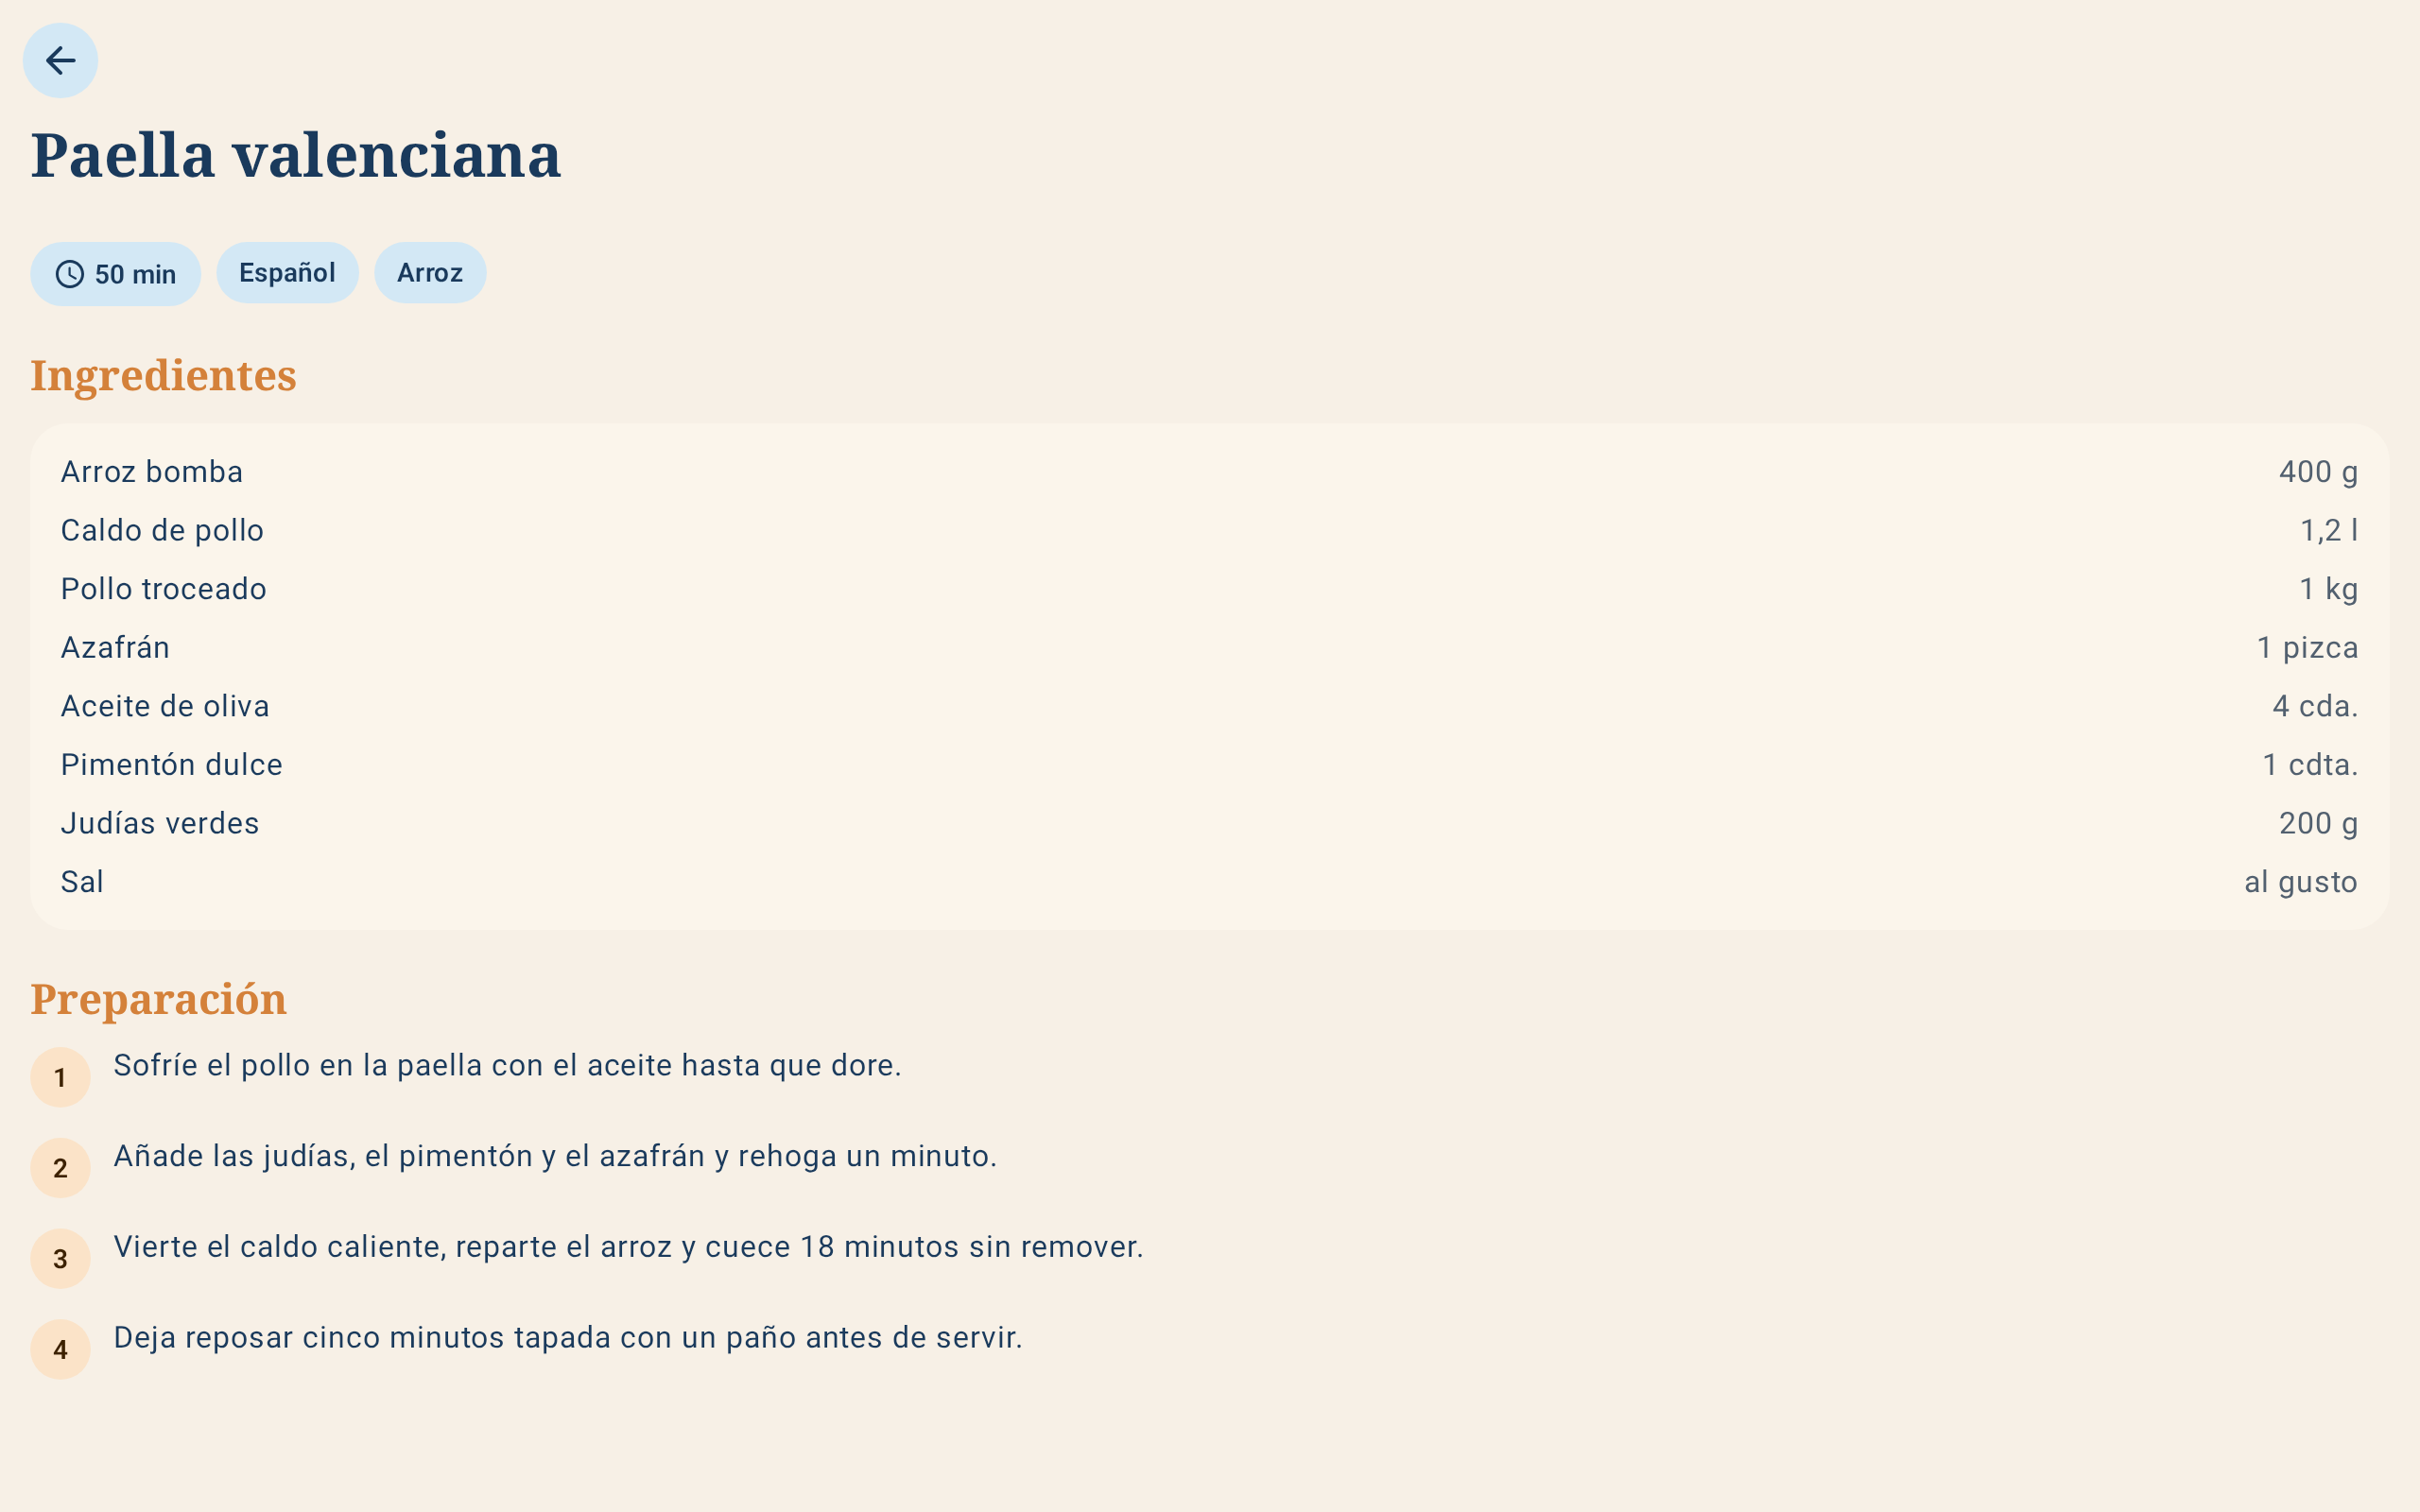 Paella valenciana
50 min Español Arroz
Ingredientes
Arroz bomba 400 g
Caldo de pollo 1,2 l
Pollo troceado 1 kg
Azafrán 1 pizca
Aceite de oliva 4 cda.
Pimentón dulce 1 cdta.
Judías verdes 200 g
Sal al gusto
Preparación
1 Sofríe el pollo en la paella con el aceite hasta que dore.
2 Añade las judías, el pimentón y el azafrán y rehoga un minuto.
3 Vierte el caldo caliente, reparte el arroz y cuece 18 minutos sin remover.
4 Deja reposar cinco minutos tapada con un paño antes de servir.